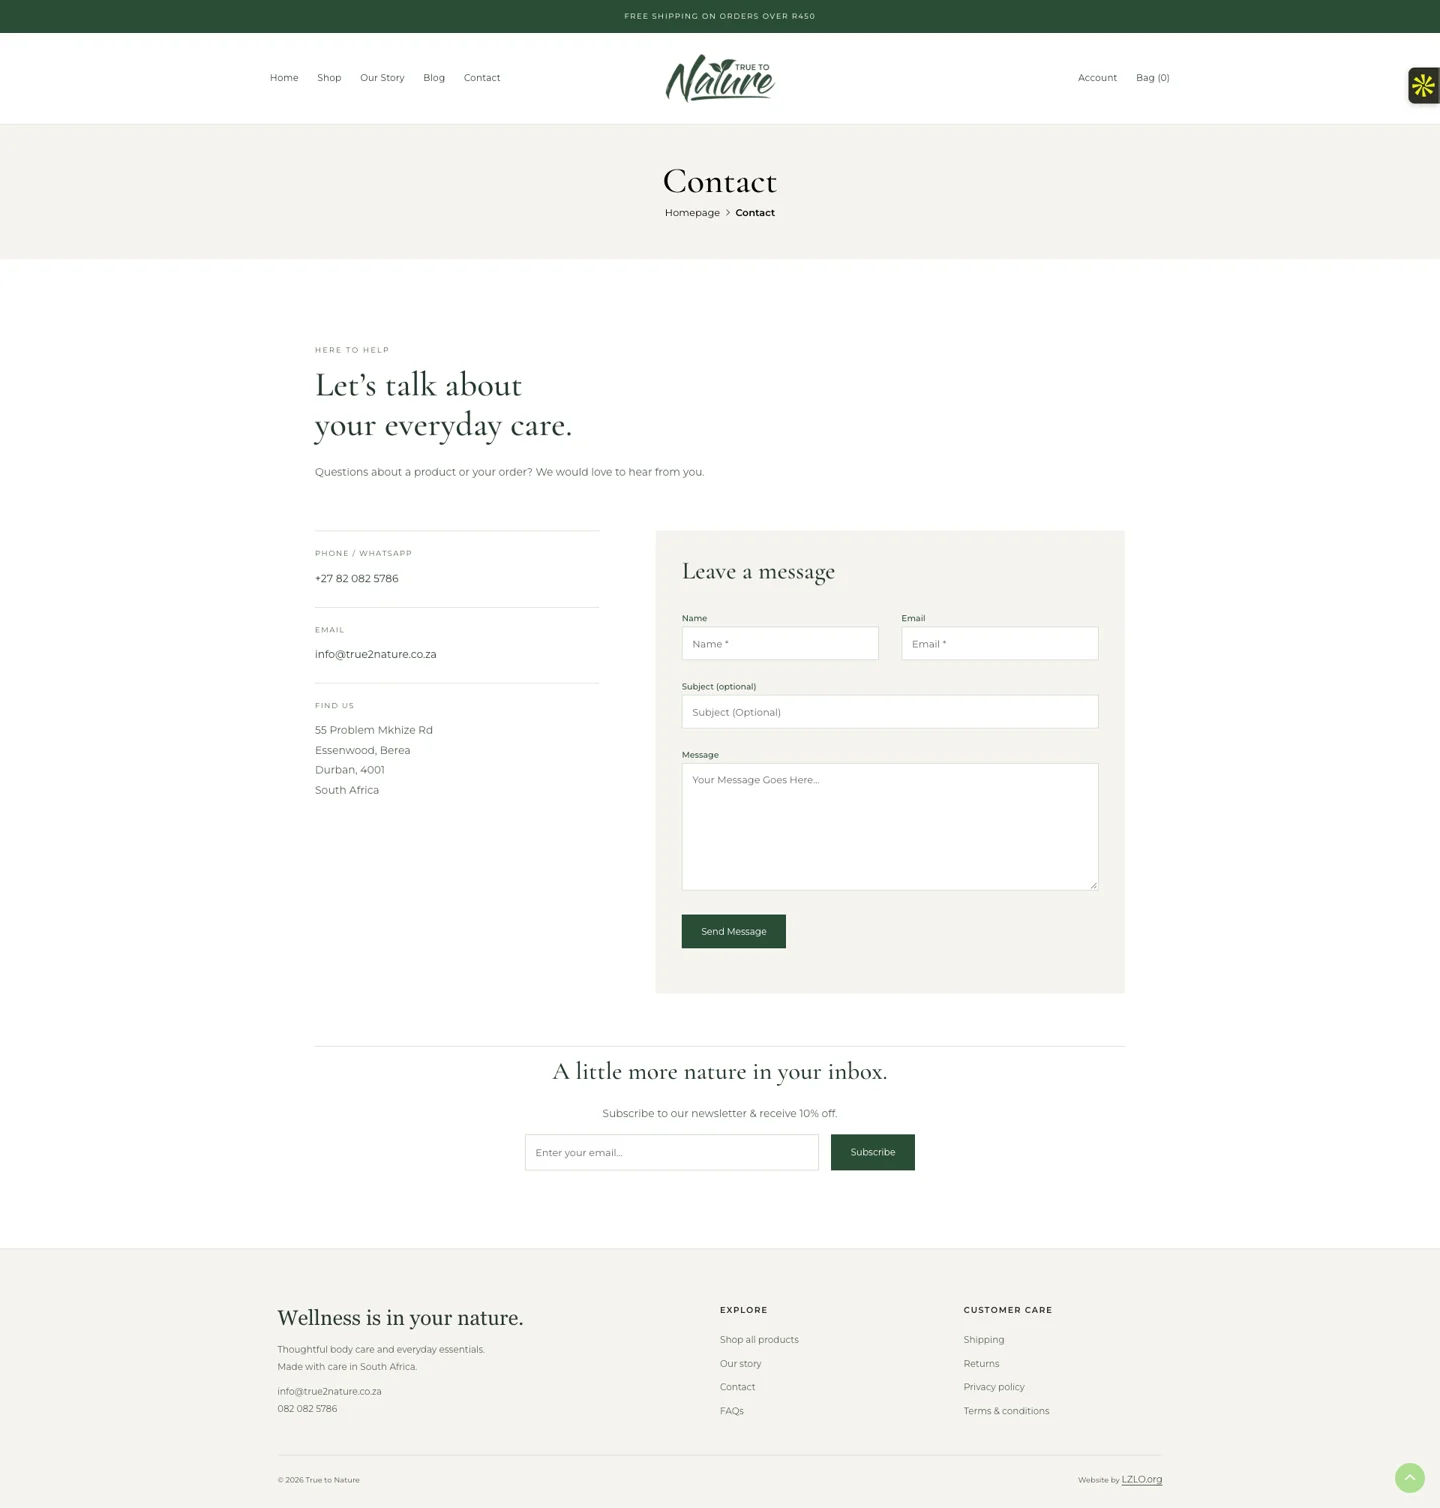 FREE SHIPPING ON ORDERS OVER R450
Home Shop Our Story Blog Contact
TRUE TO
Nature
Account Bag (0)
Contact
Homepage > Contact
HERE TO HELP
Let’s talk about
your everyday care.
Questions about a product or your order? We would love to hear from you.
PHONE / WHATSAPP
+27 82 082 5786
EMAIL
info@true2nature.co.za
FIND US
55 Problem Mkhize Rd
Essenwood, Berea
Durban, 4001
South Africa
Leave a message
Name Email
Name * Email *
Subject (optional)
Subject (Optional)
Message
Your Message Goes Here...
Send Message
A little more nature in your inbox.
Subscribe to our newsletter & receive 10% off.
Enter your email... Subscribe
Wellness is in your nature.
Thoughtful body care and everyday essentials.
Made with care in South Africa.
info@true2nature.co.za
082 082 5786
EXPLORE
Shop all products
Our story
Contact
FAQs
CUSTOMER CARE
Shipping
Returns
Privacy policy
Terms & conditions
© 2026 True to Nature
Website by LZLO.org